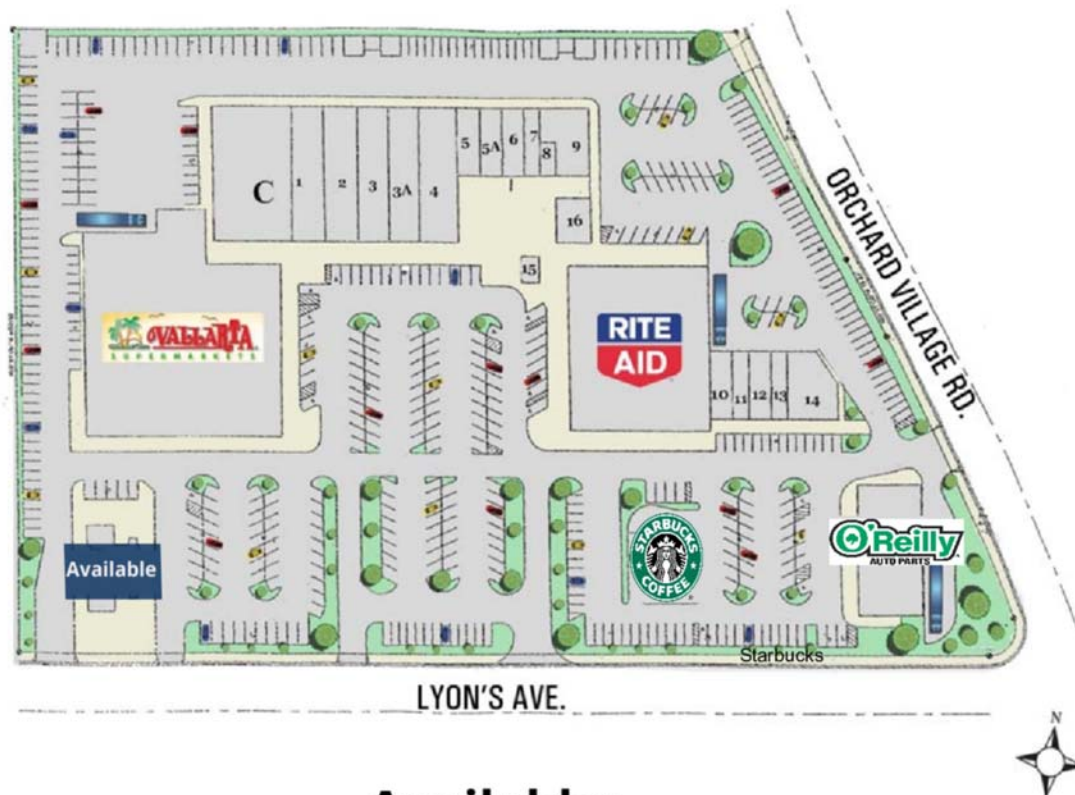 5
5A
6
7
8
9
C
1
2
3
3A
4
16
15
VALLARTA
SUPERMARKETS
RITE
AID
10
11
12
13
14
ORCHARD VILLAGE RD.
Available
STARBUCKS
COFFEE
O'Reilly
AUTO PARTS
Starbucks
LYON'S AVE.
N